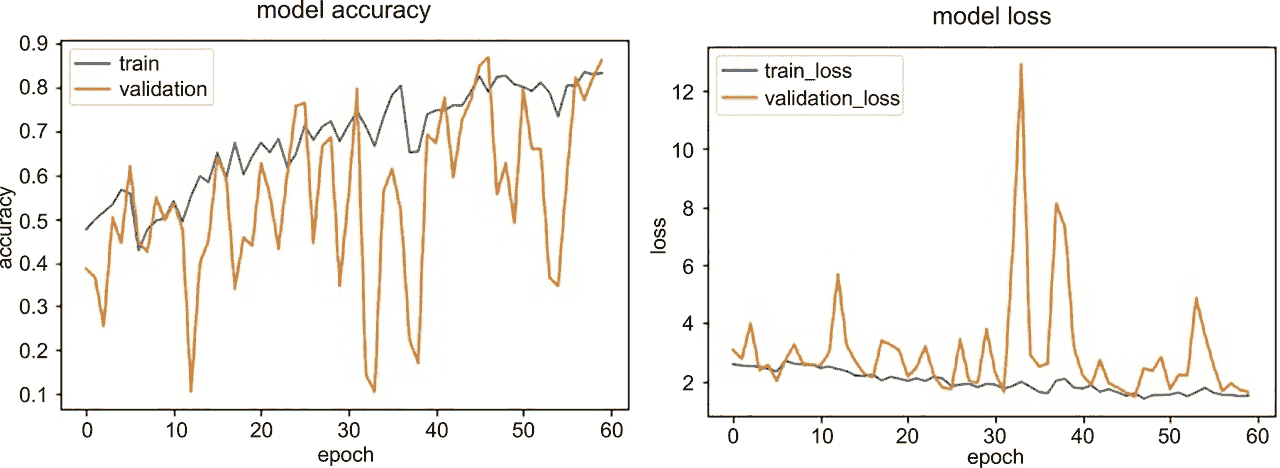 model accuracy
train
validation
accuracy
0.9
0.8
0.7
0.6
0.5
0.4
0.3
0.2
0.1
0 10 20 30 40 50 60
epoch
model loss
train_loss
validation_loss
loss
12
10
8
6
4
2
0 10 20 30 40 50 60
epoch